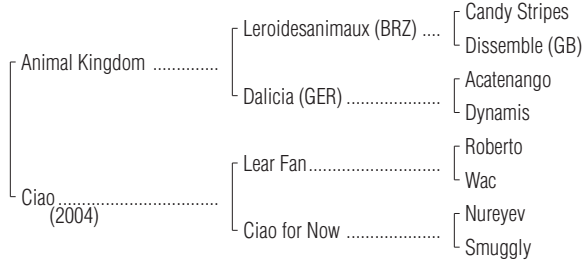 Candy Stripes
Leroidesanimaux (BRZ) ....
Dissemble (GB)
Animal Kingdom ..............
Acatenango
Dalicia (GER) ....................
Dynamis
Roberto
Lear Fan............................
Wac
Ciao..................................
(2004)
Nureyev
Ciao for Now ....................
Smuggly